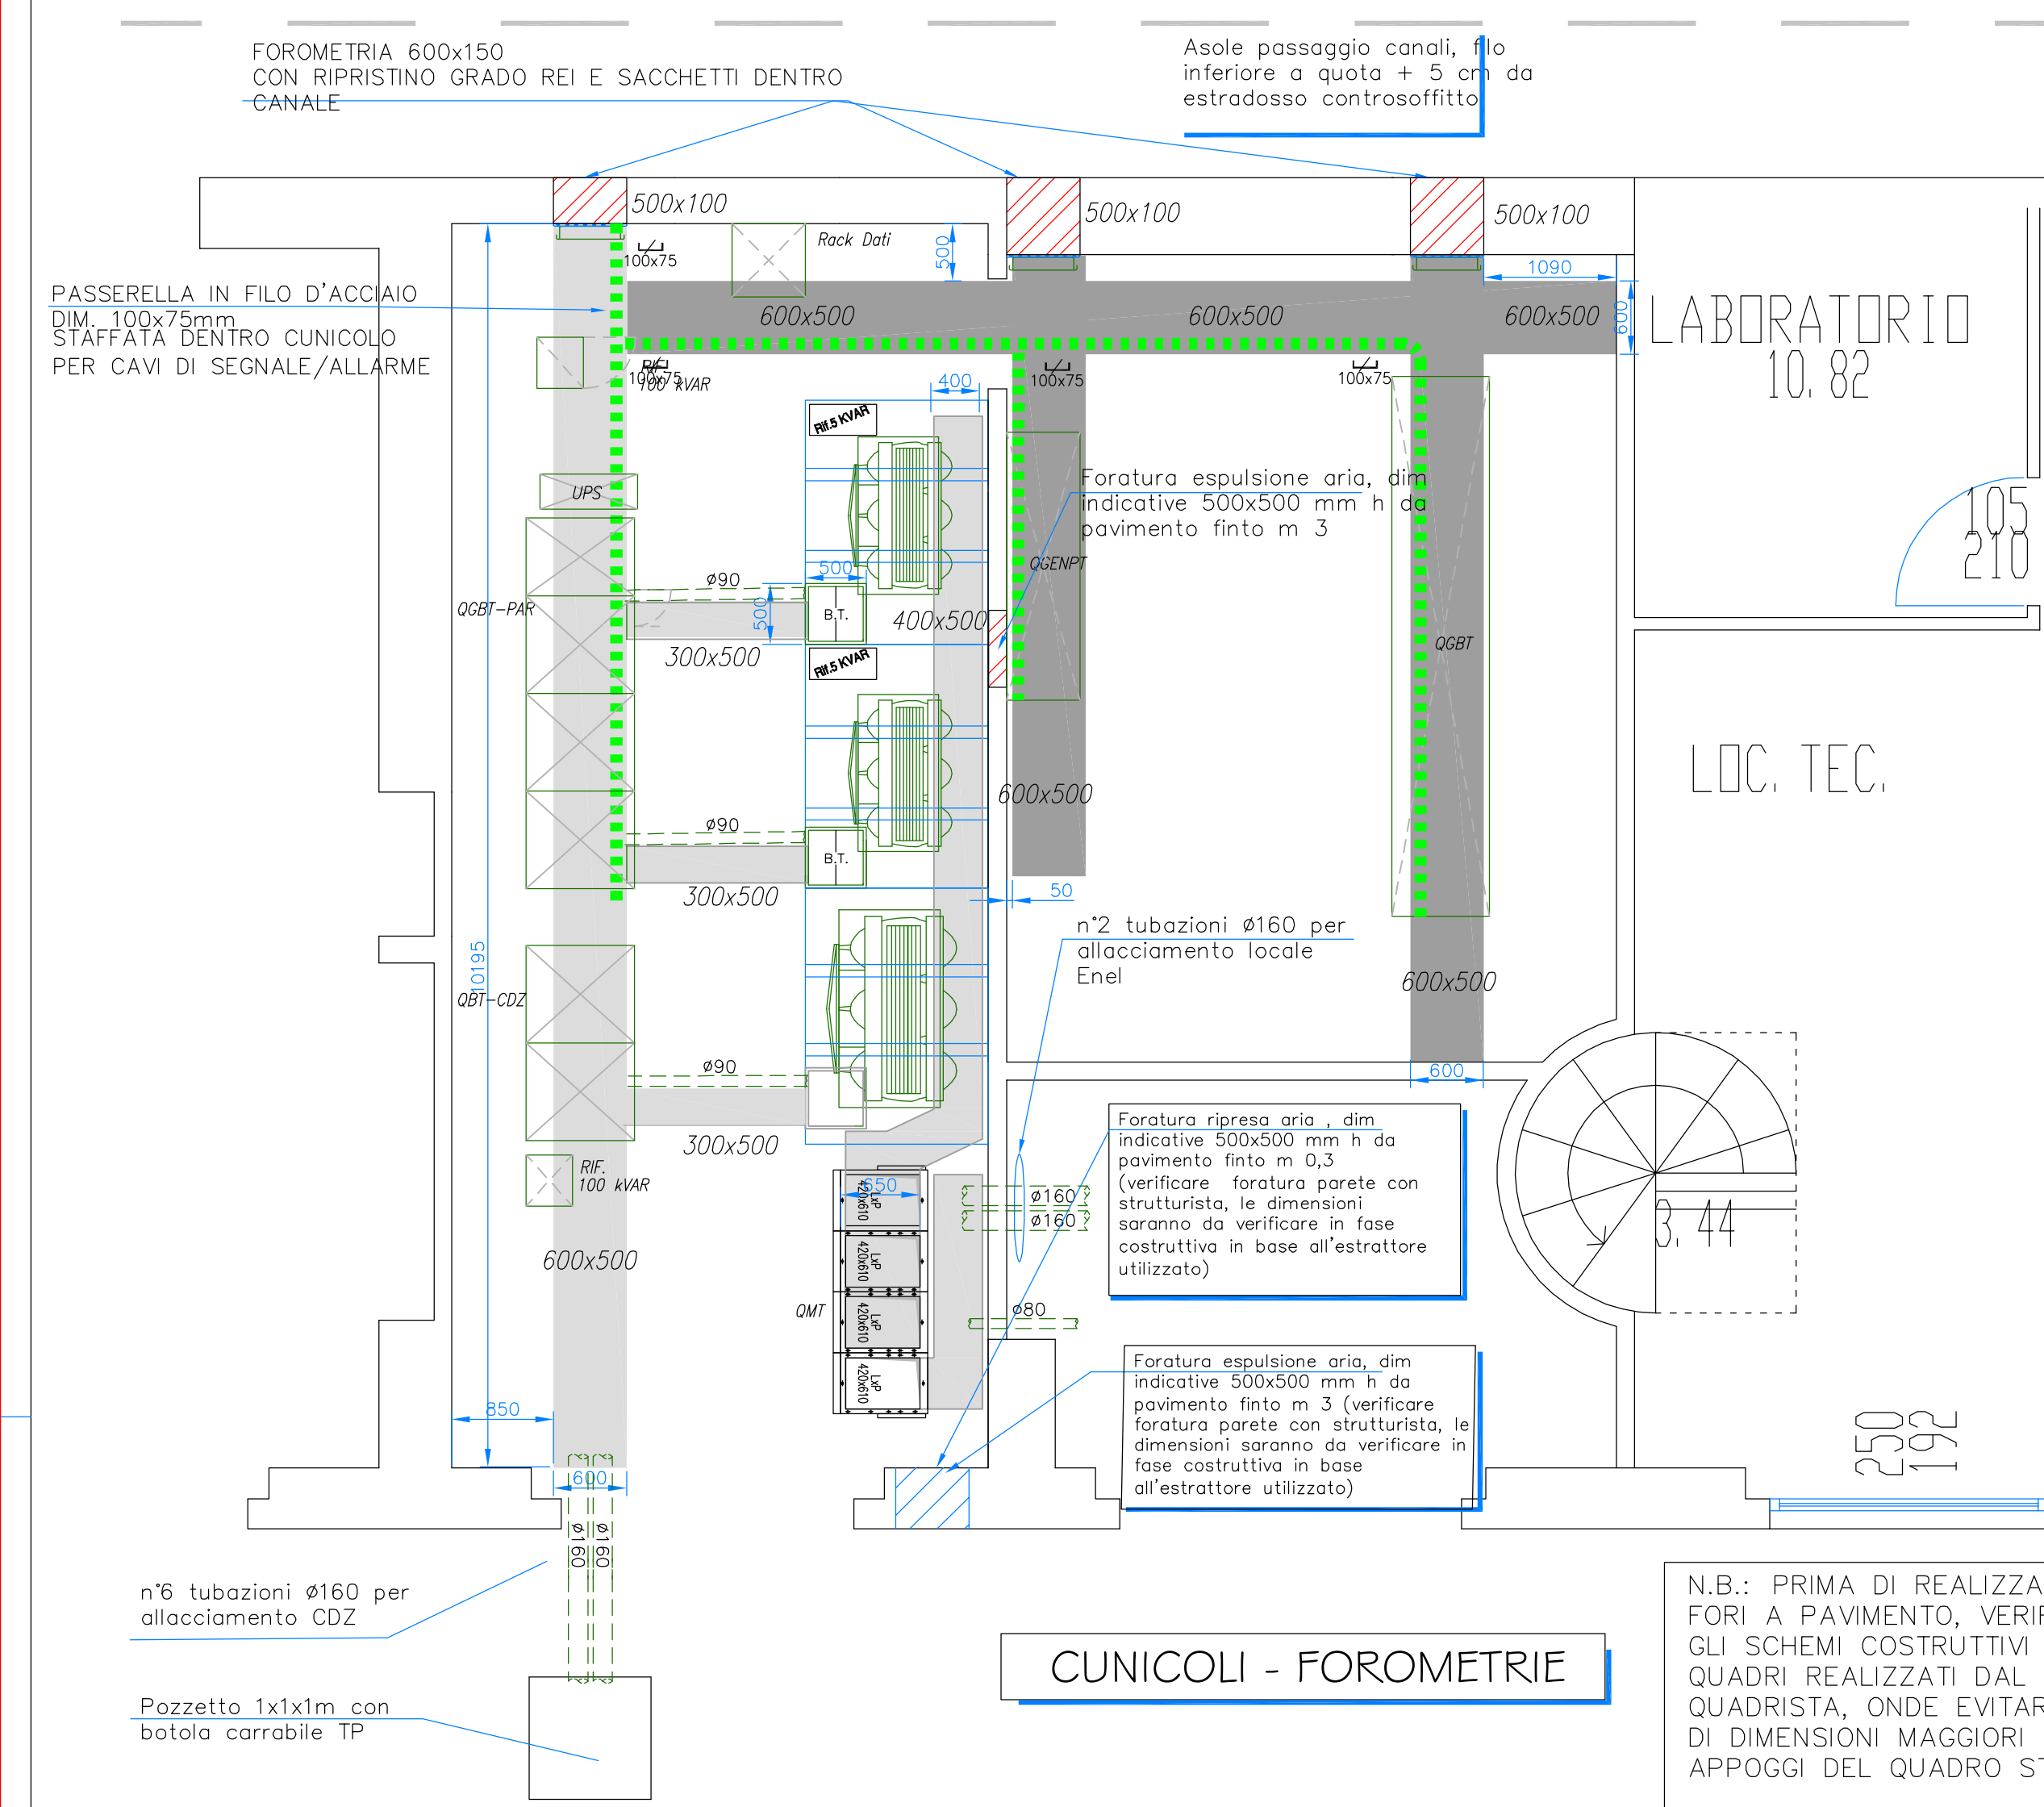 FOROMETRIA 600x150
CON RIPRISTINO GRADO REI E SACCHETTI DENTRO
CANALE
Asole passaggio canali, filo
inferiore a quota + 5 cm da
estradosso controsoffitto
500x100
500x100
500x100
Rack Dati
100x75
500
1090
600
PASSERELLA IN FILO D'ACCIAIO
DIM. 100x75mm
STAFFATA DENTRO CUNICOLO
PER CAVI DI SEGNALE/ALLARME
600x500
600x500
600x500
LABORATORIO
10.82
RIF.
100 kVAR
100x75
100x75
100x75
400
Rif.5 KVAR
UPS
Foratura espulsione aria, dim
indicative 500x500 mm h da
pavimento finto m 3
105
210
QGENPT
QGBT-PAR
Ø90
500
500
B.T.
400x500
300x500
QGBT
Rif.5 KVAR
LOC. TEC.
600x500
Ø90
B.T.
300x500
50
n°2 tubazioni Ø160 per
allacciamento locale
Enel
10195
QBT-CDZ
600x500
Ø90
600
300x500
RIF.
100 kVAR
Foratura ripresa aria , dim
indicative 500x500 mm h da
pavimento finto m 0,3
(verificare foratura parete con
strutturista, le dimensioni
saranno da verificare in fase
costruttiva in base all'estrattore
utilizzato)
650
LxP
420x610
LxP
420x610
LxP
420x610
LxP
420x610
Ø160
Ø160
3.44
600x500
QMT
Ø80
Foratura espulsione aria, dim
indicative 500x500 mm h da
pavimento finto m 3 (verificare
foratura parete con strutturista, le
dimensioni saranno da verificare in
fase costruttiva in base
all'estrattore utilizzato)
850
600
250
192
Ø160
Ø160
n°6 tubazioni Ø160 per
allacciamento CDZ
Pozzetto 1x1x1m con
botola carrabile TP
CUNICOLI - FOROMETRIE
N.B.: PRIMA DI REALIZZA
FORI A PAVIMENTO, VERIF
GLI SCHEMI COSTRUTTIVI
QUADRI REALIZZATI DAL
QUADRISTA, ONDE EVITAR
DI DIMENSIONI MAGGIORI
APPOGGI DEL QUADRO ST